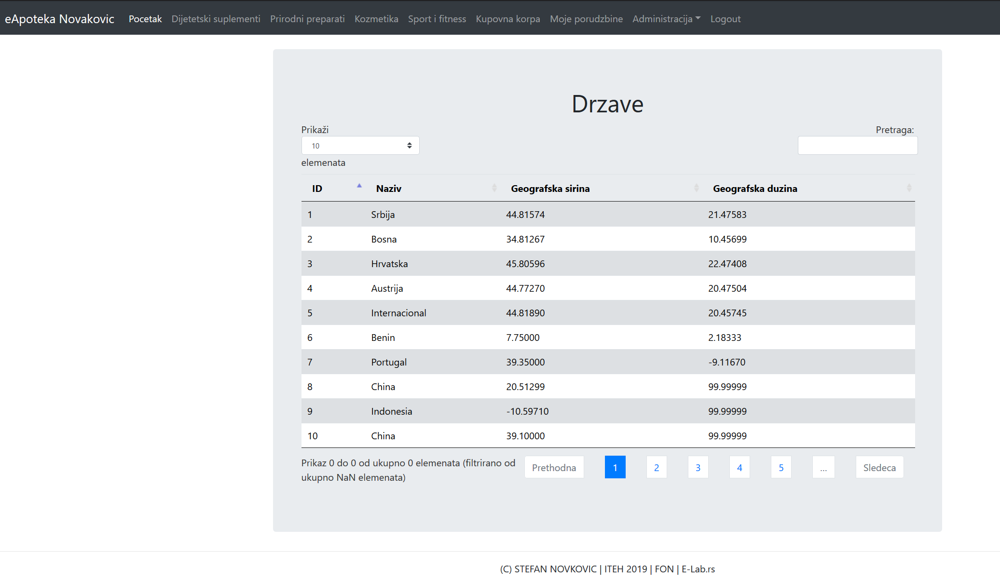 eApoteka Novakovic Pocetak Dijetetski suplementi Prirodni preparati Kozmetika Sport i fitness Kupovna korpa Moje porudzbine Administracija Logout
Drzave
Prikaži Pretraga:
10
elemenata
ID Naziv Geografska sirina Geografska duzina
1 Srbija 44.81574 21.47583
2 Bosna 34.81267 10.45699
3 Hrvatska 45.80596 22.47408
4 Austrija 44.77270 20.47504
5 Internacional 44.81890 20.45745
6 Benin 7.75000 2.18333
7 Portugal 39.35000 -9.11670
8 China 20.51299 99.99999
9 Indonesia -10.59710 99.99999
10 China 39.10000 99.99999
Prikaz 0 do 0 od ukupno 0 elemenata (filtrirano od
ukupno NaN elemenata)
Prethodna 1 2 3 4 5 ... Sledeca
(C) STEFAN NOVKOVIC | ITEH 2019 | FON | E-Lab.rs